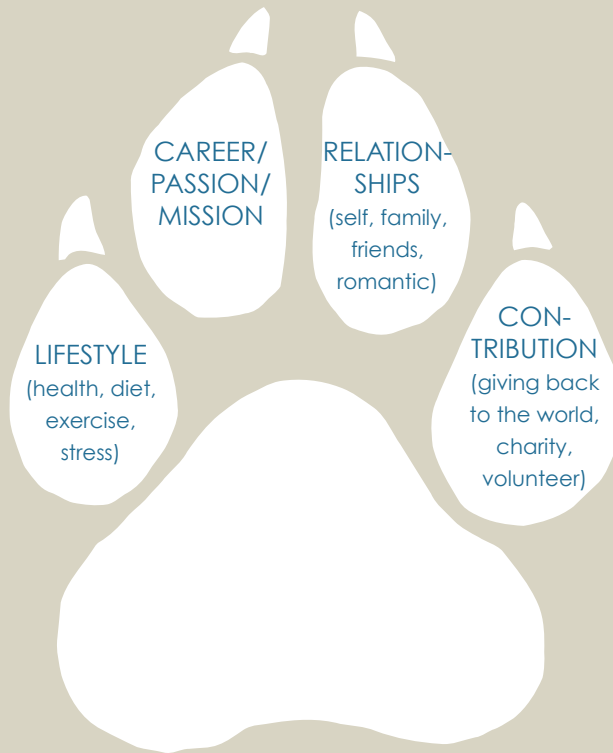 CAREER/
PASSION/
MISSION
RELATION-
SHIPS
(self, family,
friends,
romantic)
LIFESTYLE
(health, diet,
exercise,
stress)
CON-
TRIBUTION
(giving back
to the world,
charity,
volunteer)